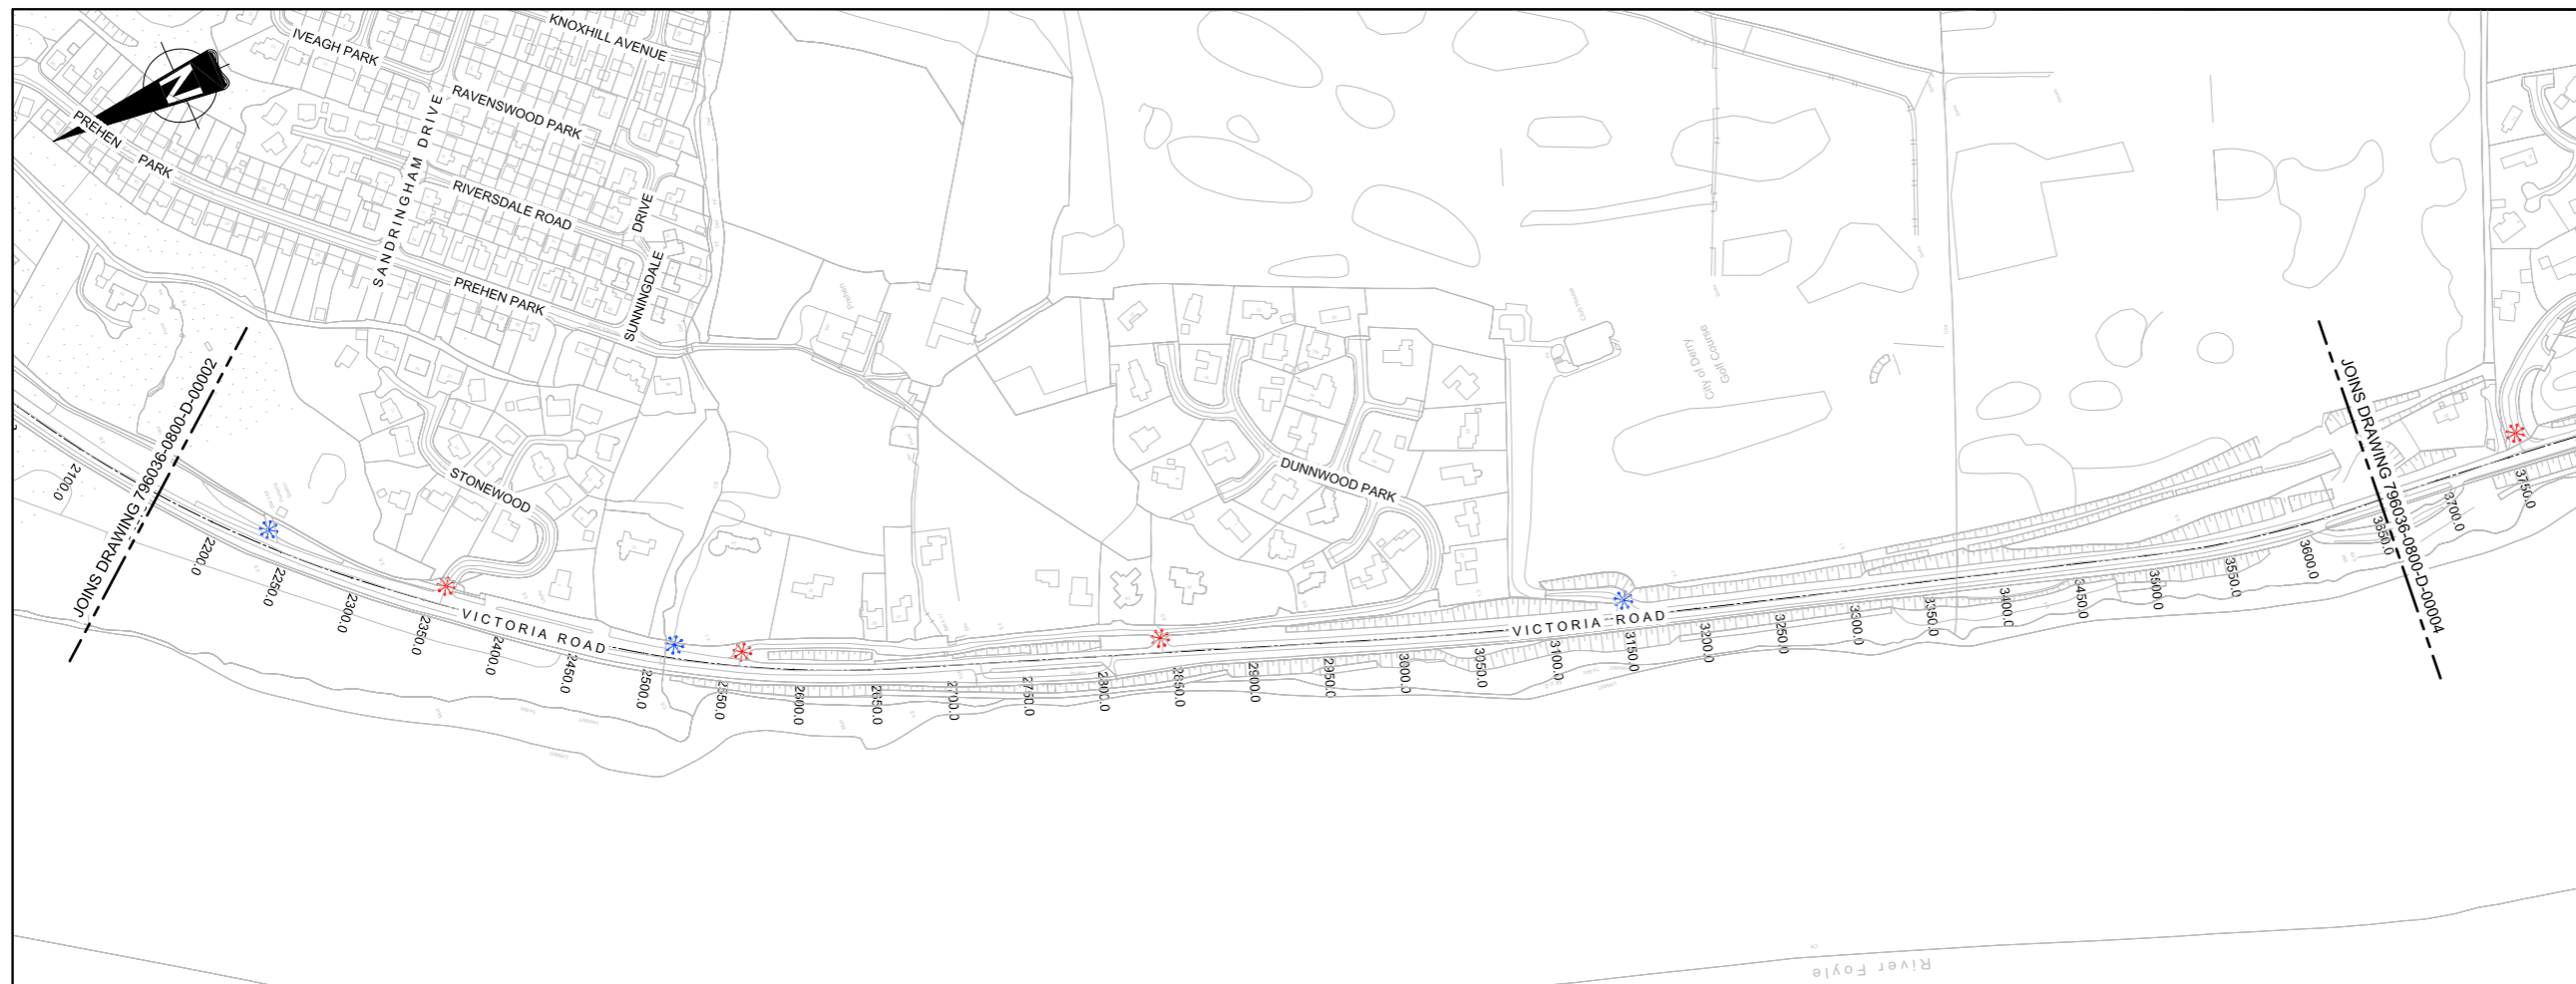 KNOXHILL AVENUE
IVEAGH PARK
N
RAVENSWOOD PARK
PREHEN PARK
SANDRINGHAM DRIVE
RIVERSDALE ROAD
SUNNINGDALE DRIVE
PREHEN PARK
Prehen
Club House
City of Derry
Golf Course
STONEWOOD
DUNNWOOD PARK
JOINS DRAWING 796036-0800-D-00002
JOINS DRAWING 796036-0800-D-00004
VICTORIA ROAD
VICTORIA ROAD
2100.0
2200.0
2250.0
2300.0
2350.0
2400.0
2450.0
2500.0
2550.0
2600.0
2650.0
2700.0
2750.0
2800.0
2850.0
2900.0
2950.0
3000.0
3050.0
3100.0
3150.0
3200.0
3250.0
3300.0
3350.0
3400.0
3450.0
3500.0
3550.0
3600.0
3650.0
3700.0
3750.0
River Foyle